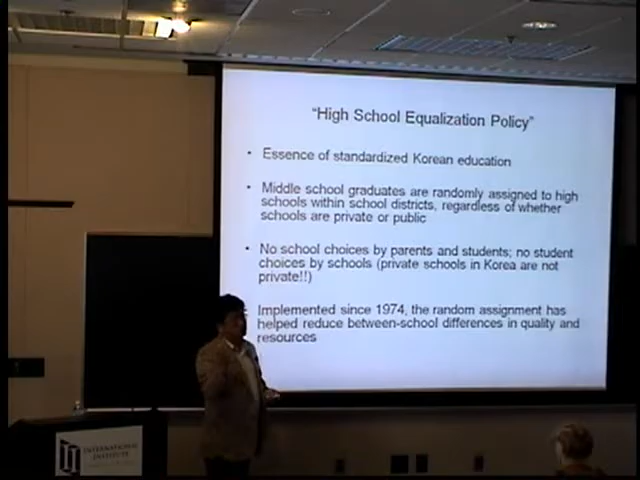 "High School Equalization Policy"
• Essence of standardized Korean education
• Middle school graduates are randomly assigned to high
schools within school districts, regardless of whether
schools are private or public
• No school choices by parents and students; no student
choices by schools (private schools in Korea are not
private!!)
Implemented since 1974, the random assignment has
helped reduce between-school differences in quality and
resources
INTERNATIONAL
INSTITUTE